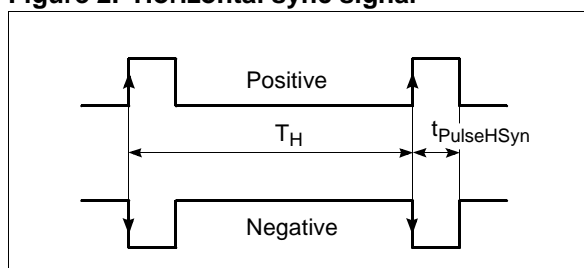 Figure 2. Horizontal sync signal
Positive
T_H
t_PulseHSyn
Negative